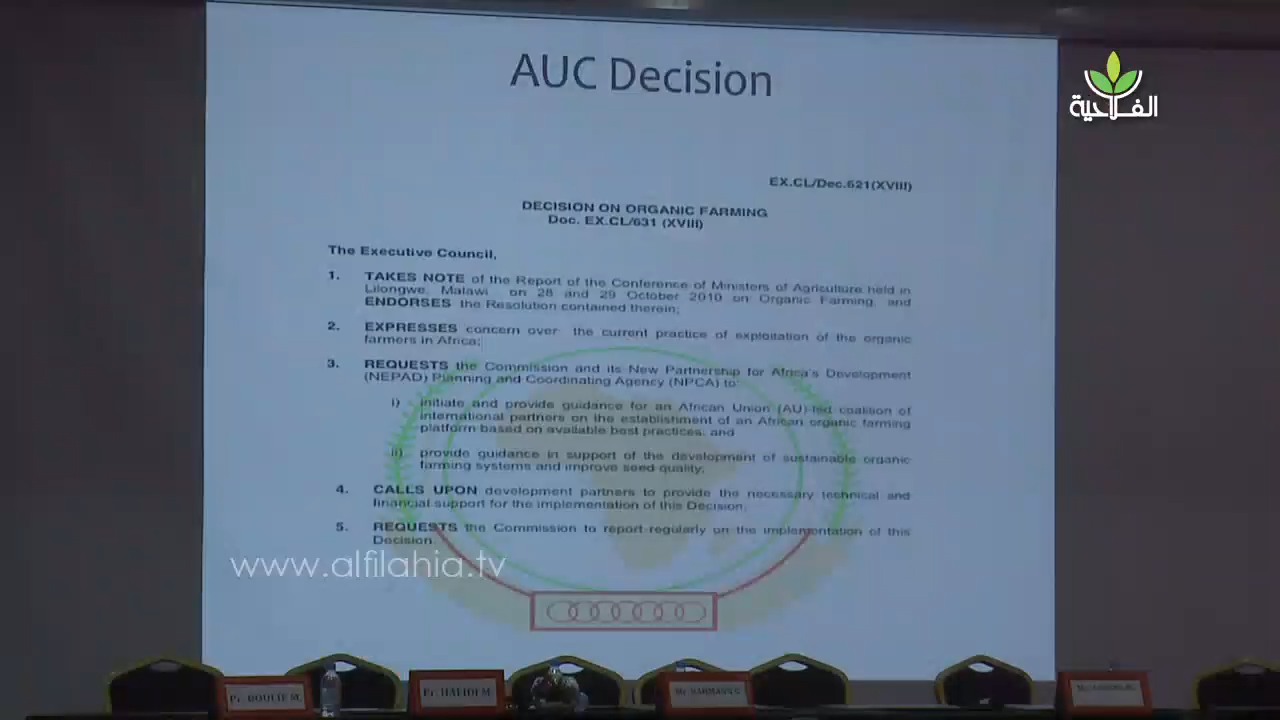 AUC Decision
الفلاحية
EX.CL/Dec.621(XVIII)
DECISION ON ORGANIC FARMING
Doc. EX.CL/631 (XVIII)
The Executive Council,
1. TAKES NOTE of the Report of the Conference of Ministers of Agriculture held in
Lilongwe, Malawi on 28 and 29 October 2010 on Organic Farming, and
ENDORSES the Resolution contained therein;
2. EXPRESSES concern over the current practice of exploitation of the organic
farmers in Africa;
3. REQUESTS the Commission and its New Partnership for Africa's Development
(NEPAD) Planning and Coordinating Agency (NPCA) to:
i) initiate and provide guidance for an African Union (AU)-led coalition of
international partners on the establishment of an African organic farming
platform based on available best practices; and
ii) provide guidance in support of the development of sustainable organic
farming systems and improve seed quality;
4. CALLS UPON development partners to provide the necessary technical and
financial support for the implementation of this Decision;
5. REQUESTS the Commission to report regularly on the implementation of this
Decision.
www.alfilahia.tv
Pr. HAFIDI M.